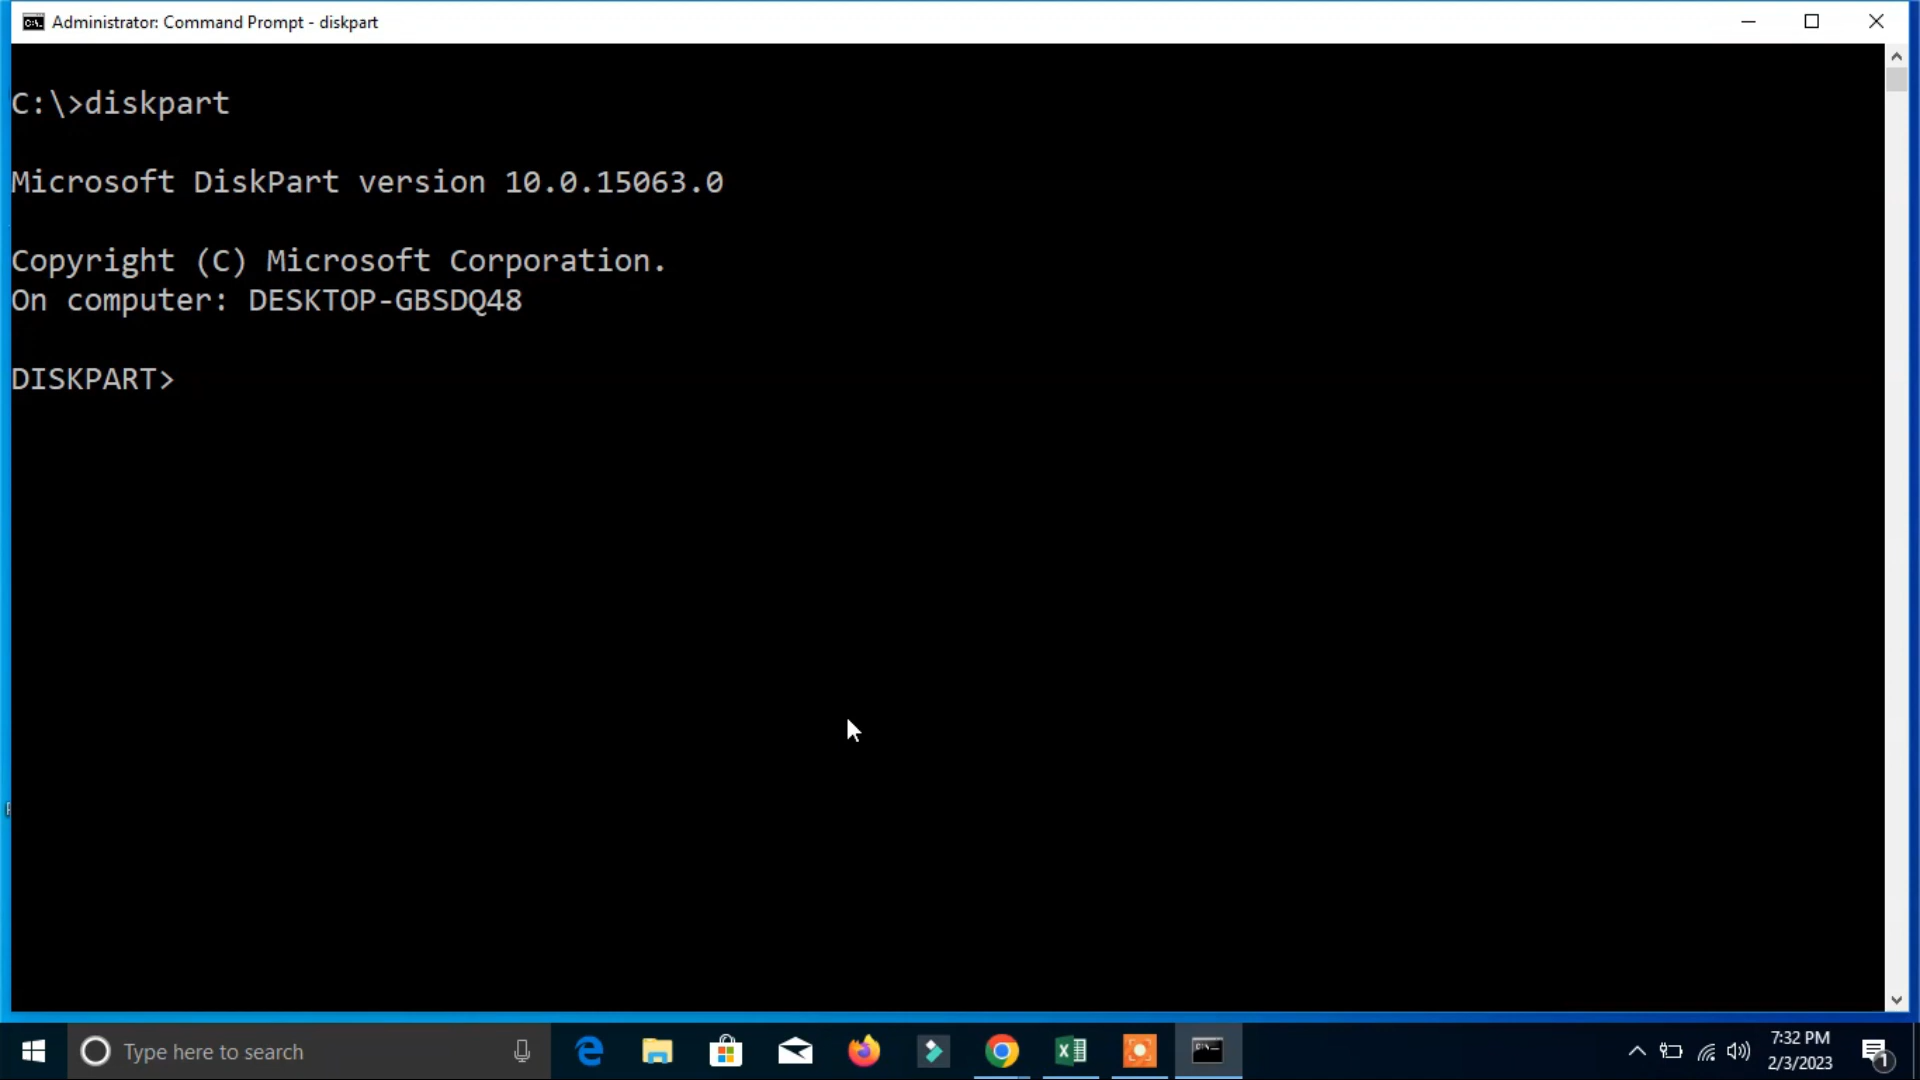 Administrator: Command Prompt - diskpart
C:\>diskpart
Microsoft DiskPart version 10.0.15063.0
Copyright (C) Microsoft Corporation.
On computer: DESKTOP-GBSDQ48
DISKPART>
Type here to search
7:32 PM
2/3/2023
1